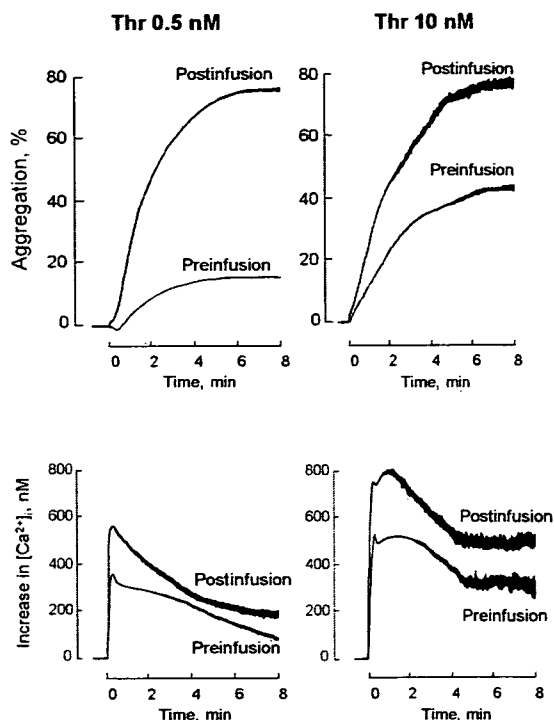 Thr 0.5 nM
Thr 10 nM
Aggregation, %
80
60
40
20
0
Postinfusion
Preinfusion
0 2 4 6 8
Time, min
80
60
40
20
0
Postinfusion
Preinfusion
0 2 4 6 8
Time, min
Increase in [Ca²⁺]ᵢ, nM
800
600
400
200
0
Postinfusion
Preinfusion
0 2 4 6 8
Time, min
800
600
400
200
0
Postinfusion
Preinfusion
0 2 4 6 8
Time, min